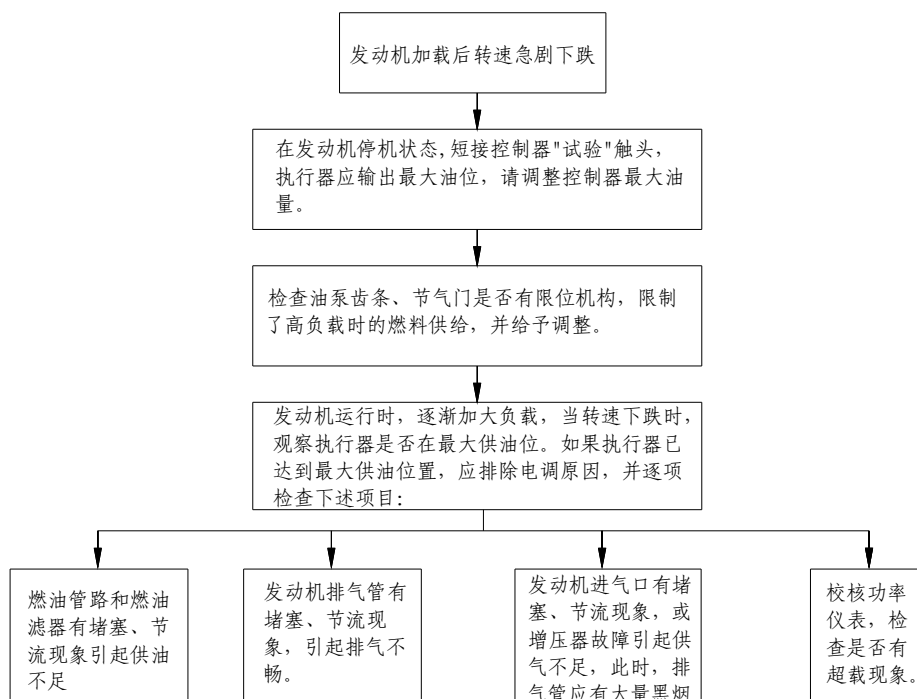 发动机加载后转速急剧下跌
在发动机停机状态,短接控制器"试验"触头,
执行器应输出最大油位，请调整控制器最大油
量。
检查油泵齿条、节气门是否有限位机构，限制
了高负载时的燃料供给，并给予调整。
发动机运行时，逐渐加大负载，当转速下跌时，
观察执行器是否在最大供油位。如果执行器已
达到最大供油位置，应排除电调原因，并逐项
检查下述项目：
燃油管路和燃油
滤器有堵塞、节
流现象引起供油
不足
发动机排气管有
堵塞、节流现
象，引起排气不
畅。
发动机进气口有堵
塞、节流现象，或
增压器故障引起供
气不足，此时，排
气管应有大量黑烟
校核功率
仪表，检
查是否有
超载现象。